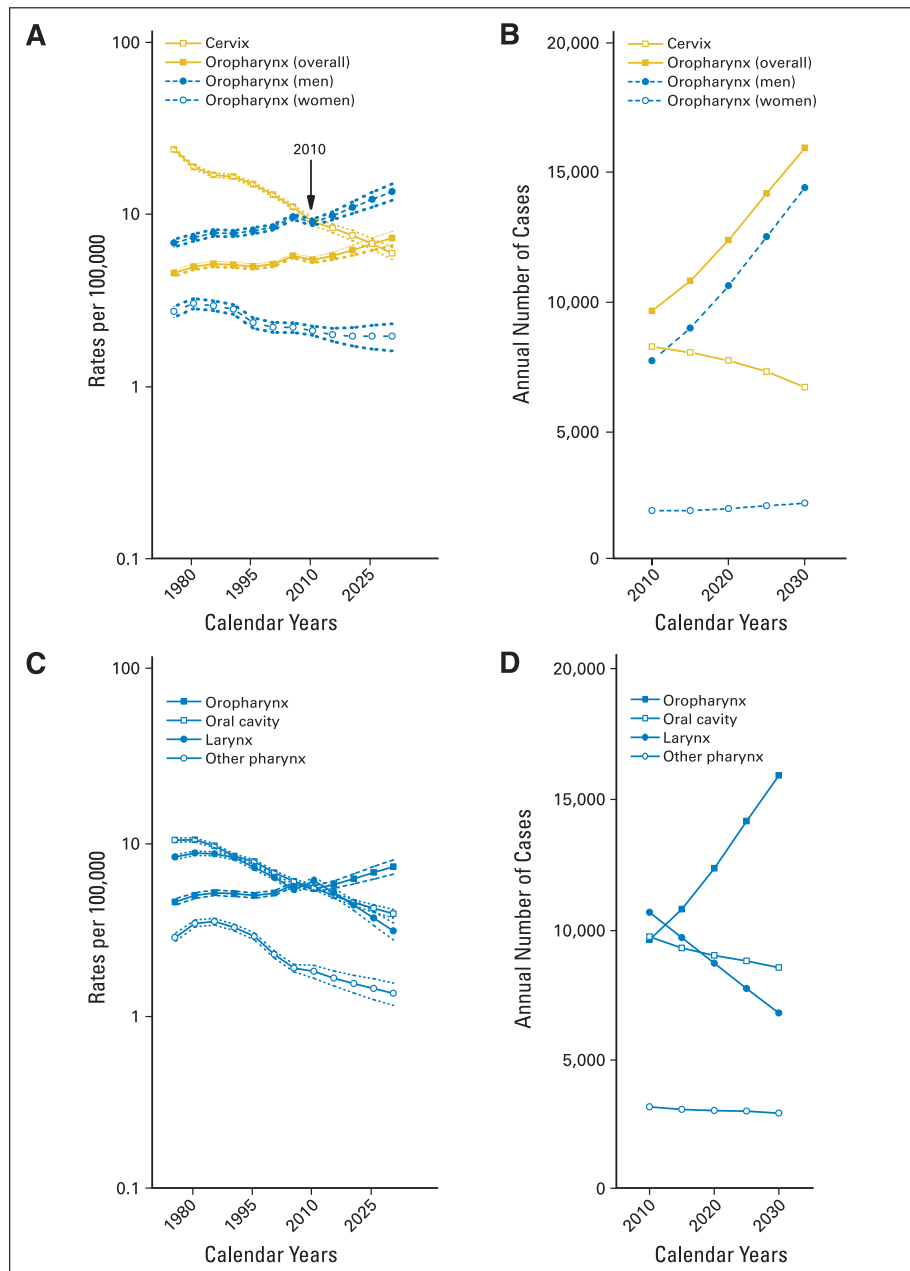 A
100
10
1
0.1
Rates per 100,000
Cervix
Oropharynx (overall)
Oropharynx (men)
Oropharynx (women)
2010
1980
1995
2010
2025
Calendar Years
B
20,000
15,000
10,000
5,000
0
Annual Number of Cases
Cervix
Oropharynx (overall)
Oropharynx (men)
Oropharynx (women)
2010
2020
2030
Calendar Years
C
100
10
1
0.1
Rates per 100,000
Oropharynx
Oral cavity
Larynx
Other pharynx
1980
1995
2010
2025
Calendar Years
D
20,000
15,000
10,000
5,000
0
Annual Number of Cases
Oropharynx
Oral cavity
Larynx
Other pharynx
2010
2020
2030
Calendar Years